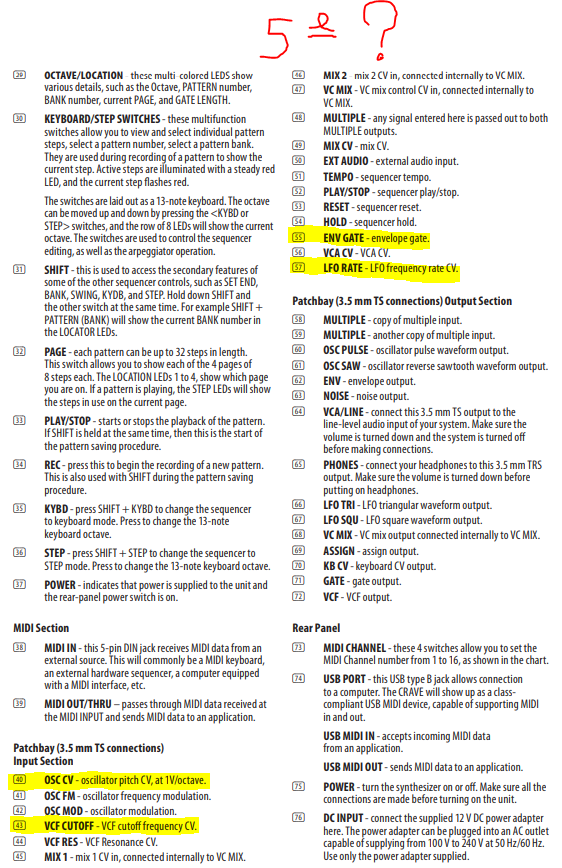 5 e ?
29 OCTAVE/LOCATION - these multi-colored LEDS show
various details, such as the Octave, PATTERN number,
BANK number, current PAGE, and GATE LENGTH.
30 KEYBOARD/STEP SWITCHES - these multifunction
switches allow you to view and select individual pattern
steps, select a pattern number, select a pattern bank.
They are used during recording of a pattern to show the
current step. Active steps are illuminated with a steady red
LED, and the current step flashes red.
The switches are laid out as a 13-note keyboard. The octave
can be moved up and down by pressing the <KYBD or
STEP> switches, and the row of 8 LEDs will show the current
octave. The switches are used to control the sequencer
editing, as well as the arpeggiator operation.
31 SHIFT - this is used to access the secondary features of
some of the other sequencer controls, such as SET END,
BANK, SWING, KYDB, and STEP. Hold down SHIFT and
the other switch at the same time. For example SHIFT +
PATTERN (BANK) will show the current BANK number in
the LOCATOR LEDs.
32 PAGE - each pattern can be up to 32 steps in length.
This switch allows you to show each of the 4 pages of
8 steps each. The LOCATION LEDs 1 to 4, show which page
you are on. If a pattern is playing, the STEP LEDs will show
the steps in use on the current page.
33 PLAY/STOP - starts or stops the playback of the pattern.
If SHIFT is held at the same time, then this is the start of
the pattern saving procedure.
34 REC - press this to begin the recording of a new pattern.
This is also used with SHIFT during the pattern saving
procedure.
35 KYBD - press SHIFT + KYBD to change the sequencer
to keyboard mode. Press to change the 13-note
keyboard octave.
36 STEP - press SHIFT + STEP to change the sequencer to
STEP mode. Press to change the 13-note keyboard octave.
37 POWER - indicates that power is supplied to the unit and
the rear-panel power switch is on.
MIDI Section
38 MIDI IN - this 5-pin DIN jack receives MIDI data from an
external source. This will commonly be a MIDI keyboard,
an external hardware sequencer, a computer equipped
with a MIDI interface, etc.
39 MIDI OUT/THRU – passes through MIDI data received at
the MIDI INPUT and sends MIDI data to an application.
Patchbay (3.5 mm TS connections)
Input Section
40 OSC CV - oscillator pitch CV, at 1V/octave.
41 OSC FM - oscillator frequency modulation.
42 OSC MOD - oscillator modulation.
43 VCF CUTOFF - VCF cutoff frequency CV.
44 VCF RES - VCF Resonance CV.
45 MIX 1 - mix 1 CV in, connected internally to VC MIX.
46 MIX 2 - mix 2 CV in, connected internally to VC MIX.
47 VC MIX - VC mix control CV in, connected internally to
VC MIX.
48 MULTIPLE - any signal entered here is passed out to both
MULTIPLE outputs.
49 MIX CV - mix CV.
50 EXT AUDIO - external audio input.
51 TEMPO - sequencer tempo.
52 PLAY/STOP - sequencer play/stop.
53 RESET - sequencer reset.
54 HOLD - sequencer hold.
55 ENV GATE - envelope gate.
56 VCA CV - VCA CV.
57 LFO RATE - LFO frequency rate CV.
Patchbay (3.5 mm TS connections) Output Section
58 MULTIPLE - copy of multiple input.
59 MULTIPLE - another copy of multiple input.
60 OSC PULSE - oscillator pulse waveform output.
61 OSC SAW - oscillator reverse sawtooth waveform output.
62 ENV - envelope output.
63 NOISE - noise output.
64 VCA/LINE - connect this 3.5 mm TS output to the
line-level audio input of your system. Make sure the
volume is turned down and the system is turned off
before making connections.
65 PHONES - connect your headphones to this 3.5 mm TRS
output. Make sure the volume is turned down before
putting on headphones.
66 LFO TRI - LFO triangular waveform output.
67 LFO SQU - LFO square waveform output.
68 VC MIX - VC mix output connected internally to VC MIX.
69 ASSIGN - assign output.
70 KB CV - keyboard CV output.
71 GATE - gate output.
72 VCF - VCF output.
Rear Panel
73 MIDI CHANNEL - these 4 switches allow you to set the
MIDI Channel number from 1 to 16, as shown in the chart.
74 USB PORT - this USB type B jack allows connection
to a computer. The CRAVE will show up as a class-
compliant USB MIDI device, capable of supporting MIDI
in and out.
USB MIDI IN - accepts incoming MIDI data
from an application.
USB MIDI OUT - sends MIDI data to an application.
75 POWER - turn the synthesizer on or off. Make sure all the
connections are made before turning on the unit.
76 DC INPUT - connect the supplied 12 V DC power adapter
here. The power adapter can be plugged into an AC outlet
capable of supplying from 100 V to 240 V at 50 Hz/60 Hz.
Use only the power adapter supplied.